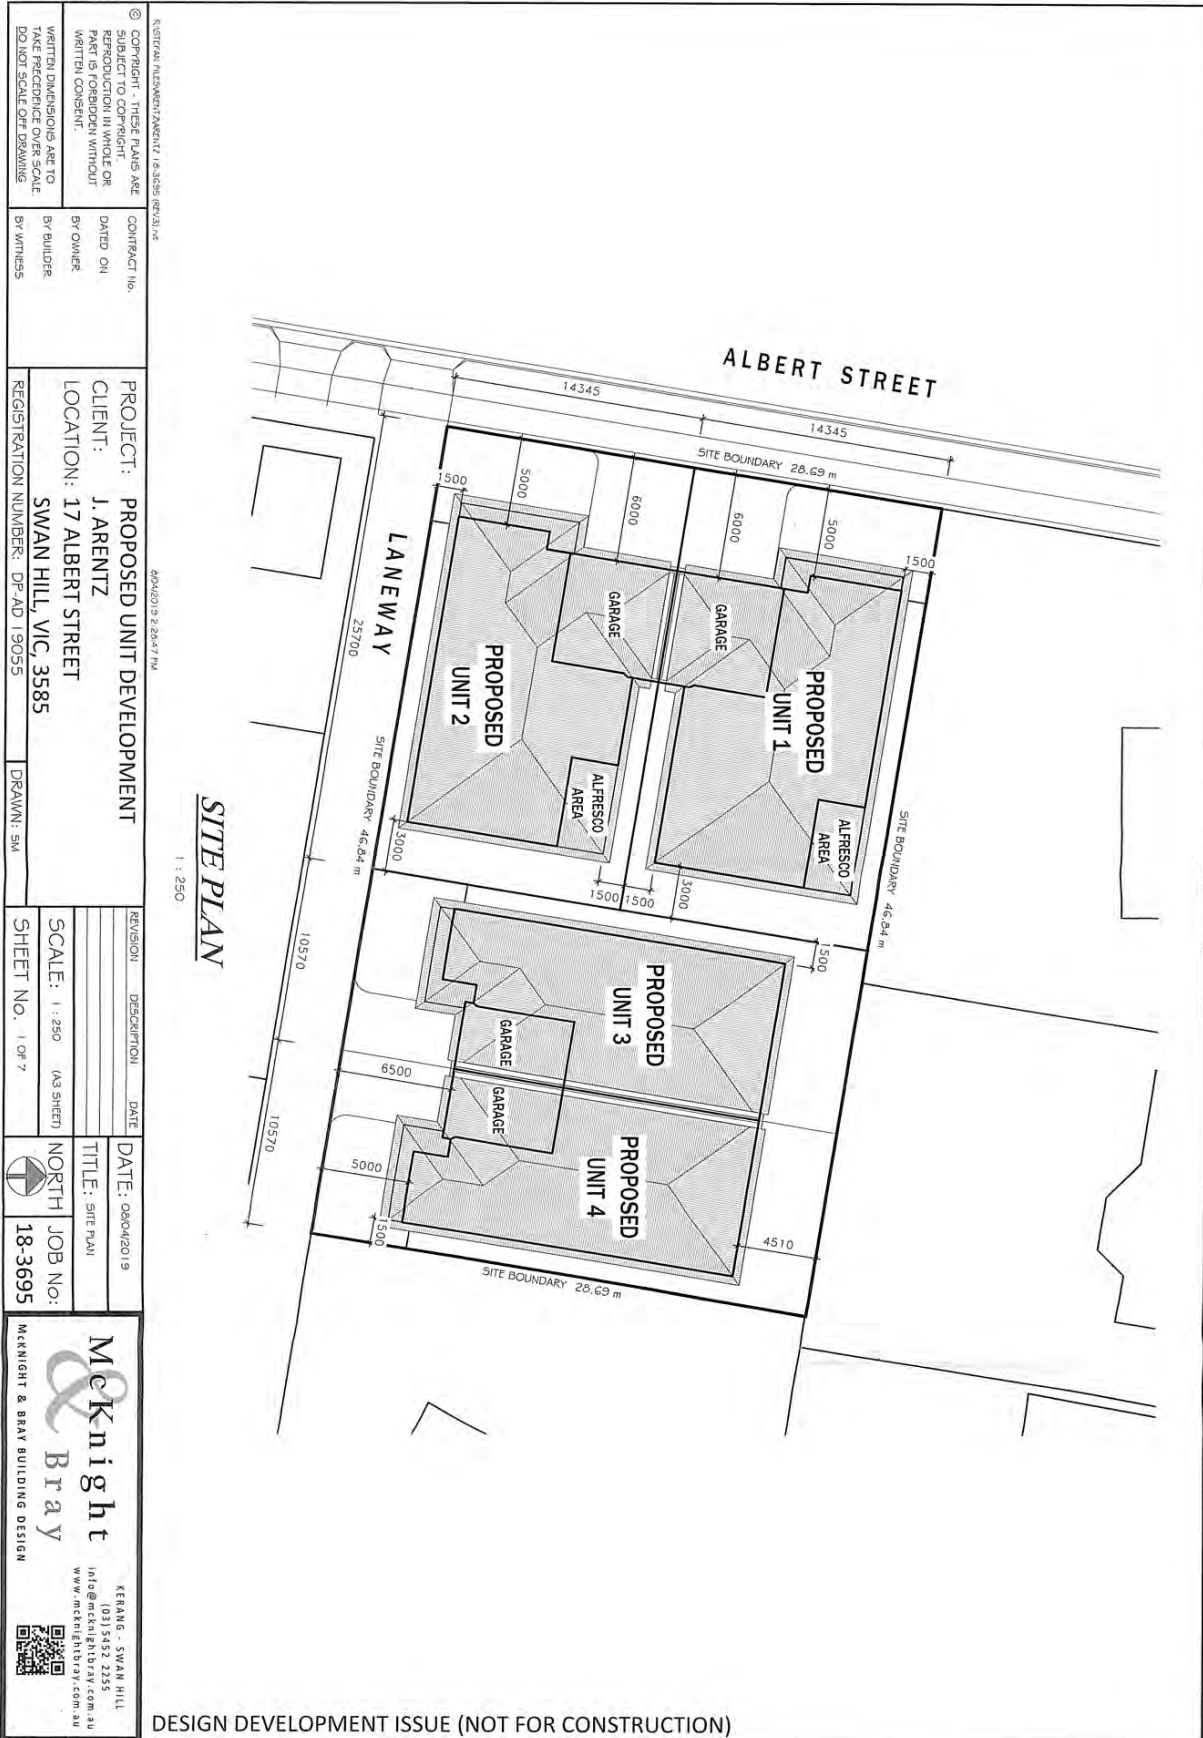 ALBERT STREET
14345
14345
SITE BOUNDARY 28.69 m
1500
5000
6000
6000
5000
1500
LANEWAY
25700
GARAGE
GARAGE
PROPOSED
UNIT 2
PROPOSED
UNIT 1
ALFRESCO
AREA
ALFRESCO
AREA
SITE BOUNDARY 46.84 m
SITE BOUNDARY 46.84 m
3000
1500
1500
3000
1500
10570
PROPOSED
UNIT 3
GARAGE
6500
GARAGE
10570
PROPOSED
UNIT 4
5000
1500
4510
SITE BOUNDARY 28.69 m
SITE PLAN
1 : 250
8/04/2019 2:28:47 PM
© COPYRIGHT - THESE PLANS ARE
SUBJECT TO COPYRIGHT.
REPRODUCTION IN WHOLE OR
PART IS FORBIDDEN WITHOUT
WRITTEN CONSENT.
WRITTEN DIMENSIONS ARE TO
TAKE PRECEDENCE OVER SCALE.
DO NOT SCALE OFF DRAWING
CONTRACT No.
DATED ON
BY OWNER
BY BUILDER
BY WITNESS
PROJECT: PROPOSED UNIT DEVELOPMENT
CLIENT: J. ARENTZ
LOCATION: 17 ALBERT STREET
SWAN HILL, VIC, 3585
REGISTRATION NUMBER: DP-AD 19055
DRAWN: SM
REVISION DESCRIPTION DATE
SCALE: 1 : 250 (A3 SHEET)
SHEET No. 1 OF 7
DATE: 08/04/2019
TITLE: SITE PLAN
NORTH
JOB No:
18-3695
McKnight
& Bray
McKNIGHT & BRAY BUILDING DESIGN
KERANG - SWAN HILL
(03) 5452 2255
info@mcknightbray.com.au
www.mcknightbray.com.au
DESIGN DEVELOPMENT ISSUE (NOT FOR CONSTRUCTION)